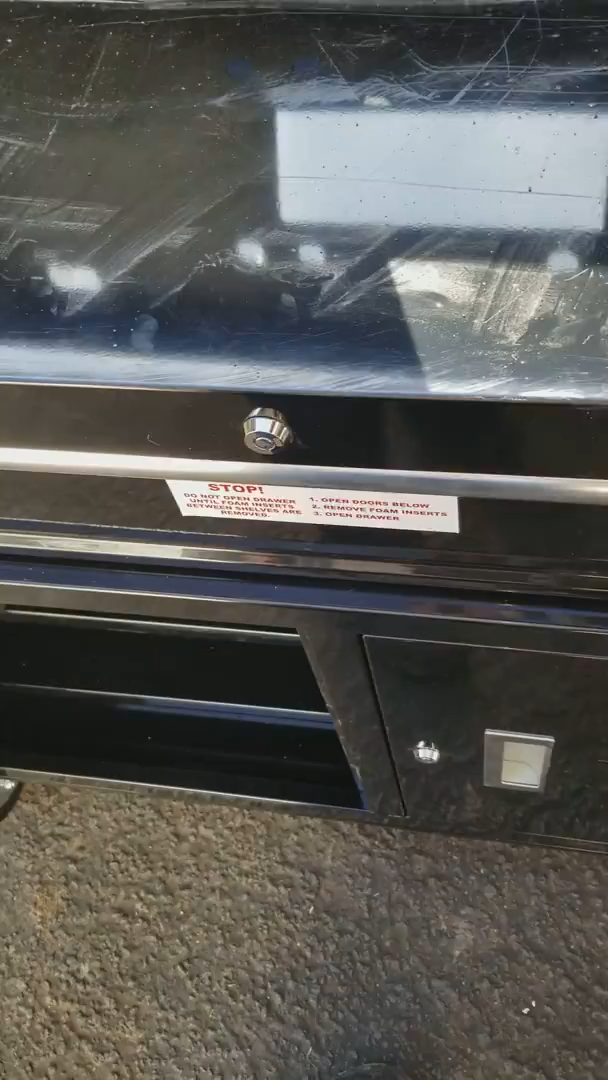 STOP!
DO NOT OPEN DRAWER
UNTIL FOAM INSERTS
BETWEEN SHELVES ARE
REMOVED.
1. OPEN DOORS BELOW
2. REMOVE FOAM INSERTS
3. OPEN DRAWER